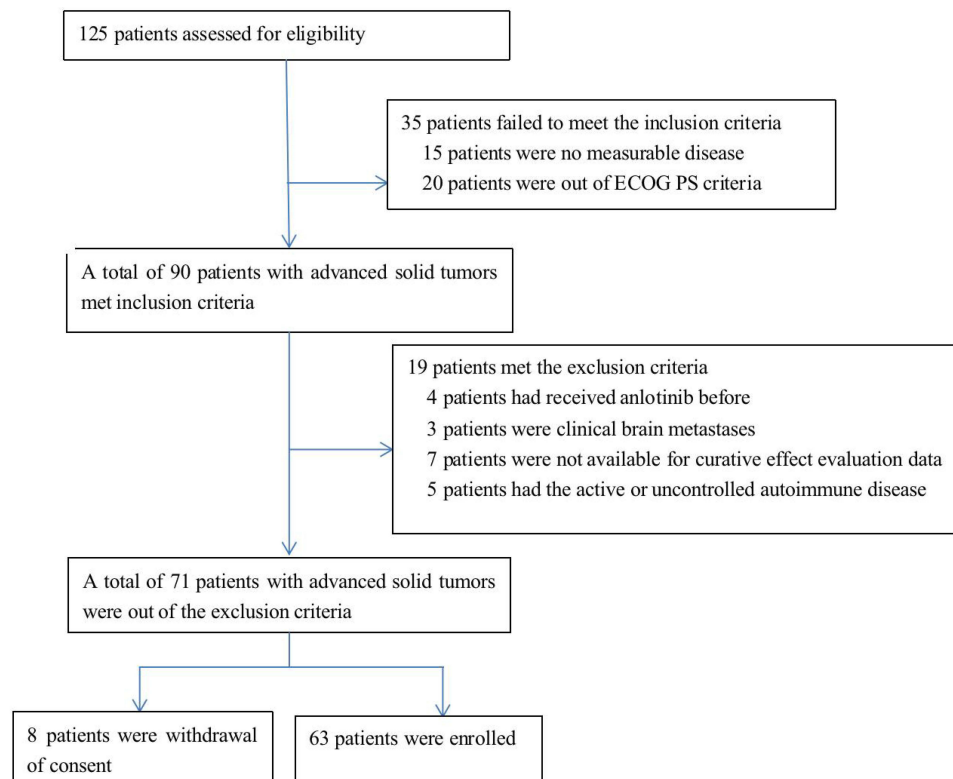 125 patients assessed for eligibility
35 patients failed to meet the inclusion criteria
15 patients were no measurable disease
20 patients were out of ECOG PS criteria
A total of 90 patients with advanced solid tumors
met inclusion criteria
19 patients met the exclusion criteria
4 patients had received anlotinib before
3 patients were clinical brain metastases
7 patients were not available for curative effect evaluation data
5 patients had the active or uncontrolled autoimmune disease
A total of 71 patients with advanced solid tumors
were out of the exclusion criteria
8 patients were withdrawal
of consent
63 patients were enrolled